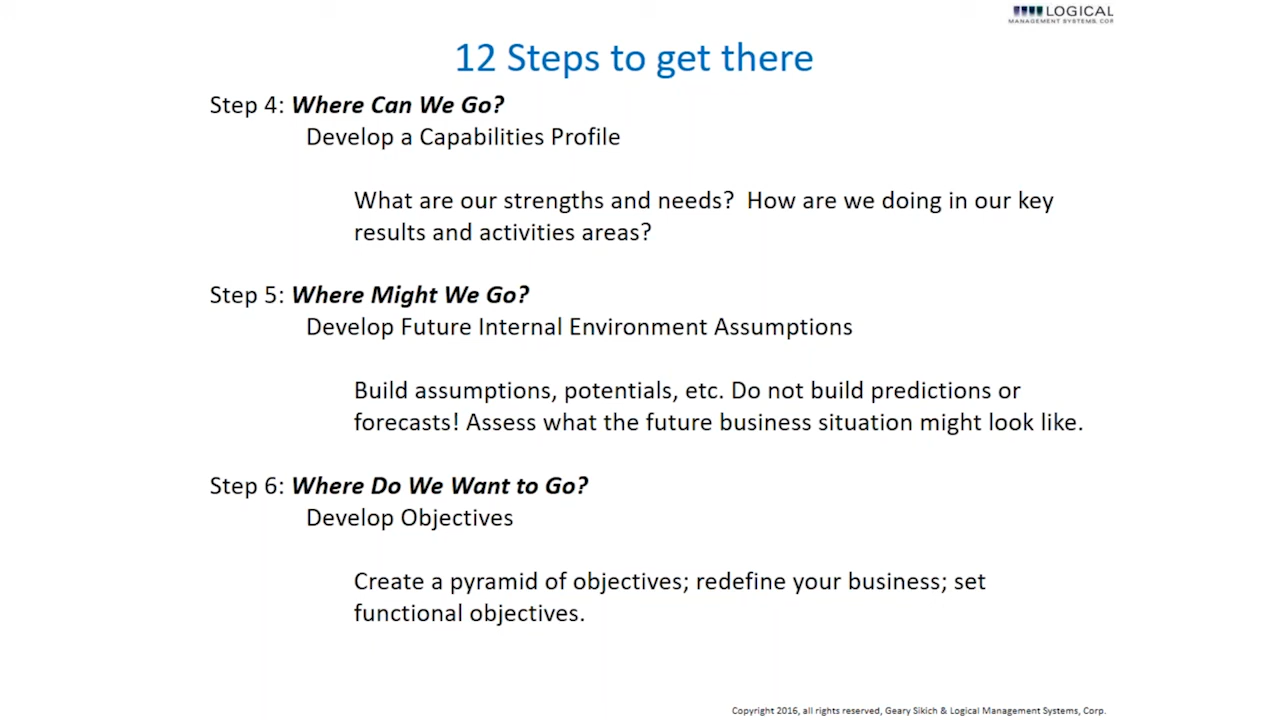 LOGICAL
MANAGEMENT SYSTEMS, COR
12 Steps to get there
Step 4: Where Can We Go?
Develop a Capabilities Profile
What are our strengths and needs?  How are we doing in our key
results and activities areas?
Step 5: Where Might We Go?
Develop Future Internal Environment Assumptions
Build assumptions, potentials, etc. Do not build predictions or
forecasts! Assess what the future business situation might look like.
Step 6: Where Do We Want to Go?
Develop Objectives
Create a pyramid of objectives; redefine your business; set
functional objectives.
Copyright 2016, all rights reserved, Geary Sikich & Logical Management Systems, Corp.